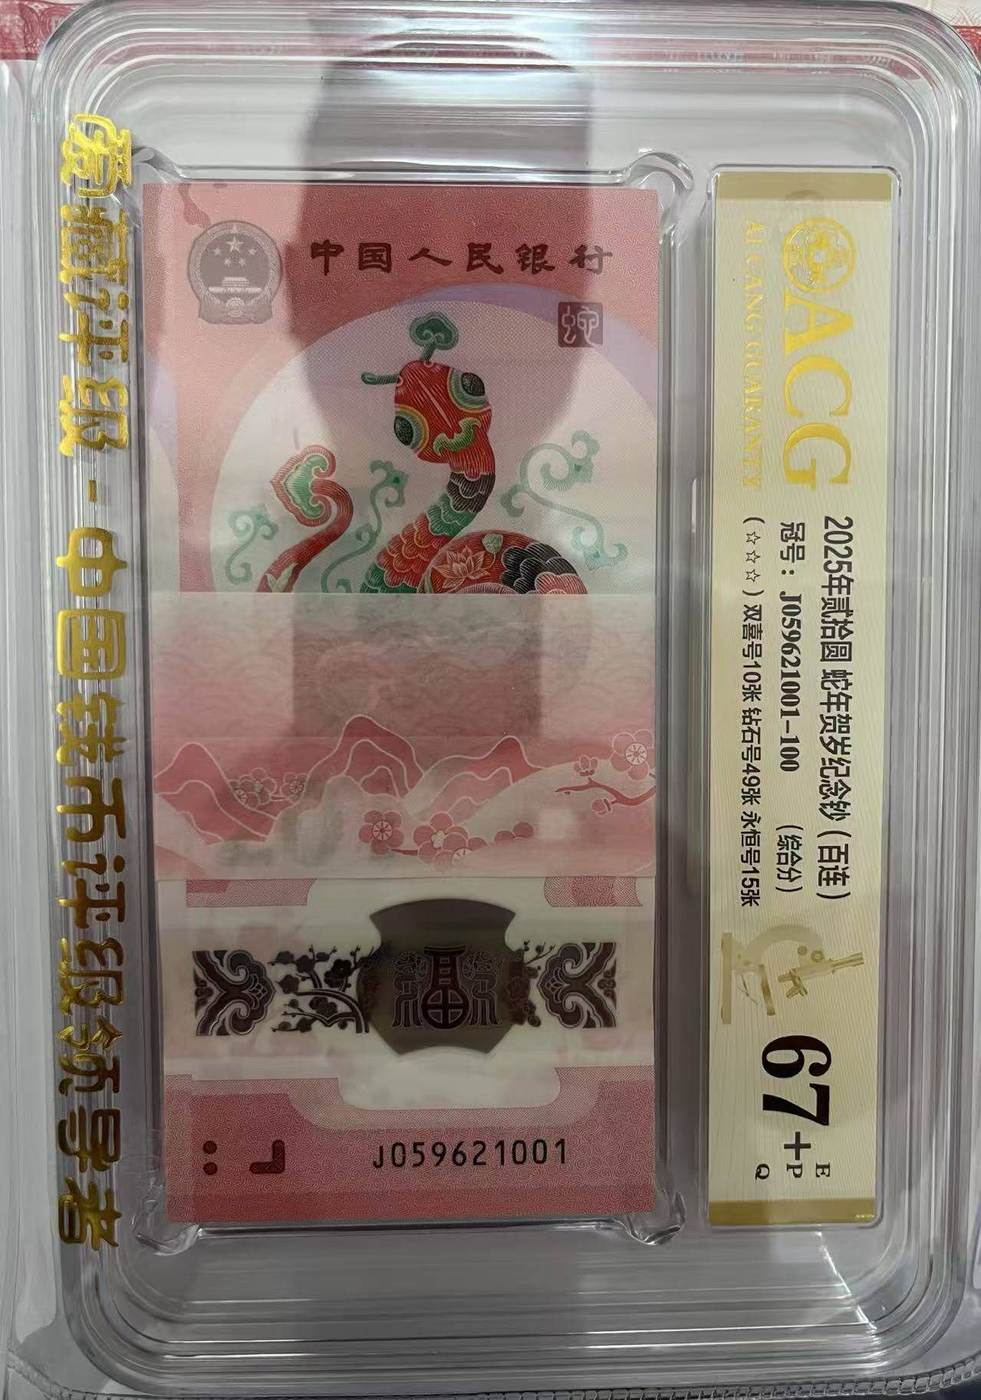 爱藏评级-中国钱币评级领导者
中国人民银行
蛇
福
J059621001
ACG
AI CANG GUARANTY
2025年贰拾圆 蛇年贺岁纪念钞（百连）
冠号：J059621001-100 （综合分）
（☆☆☆）双喜号10张 钻石号49张 永恒号15张
67+
E
P
Q